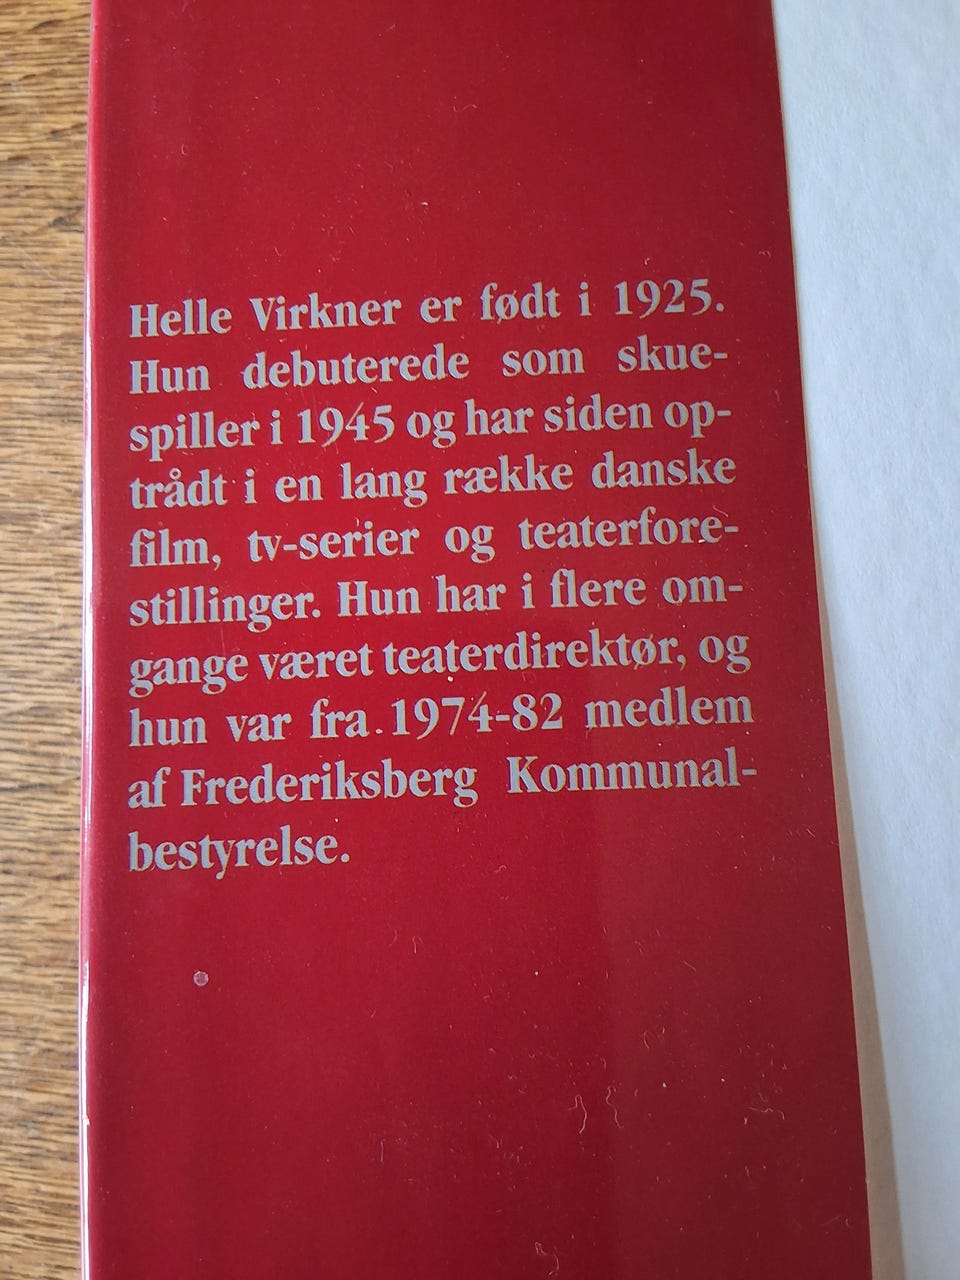 Helle Virkner er født i 1925.
Hun debuterede som skue-
spiller i 1945 og har siden op-
trådt i en lang række danske
film, tv-serier og teaterfore-
stillinger. Hun har i flere om-
gange været teaterdirektør, og
hun var fra 1974-82 medlem
af Frederiksberg Kommunal-
bestyrelse.